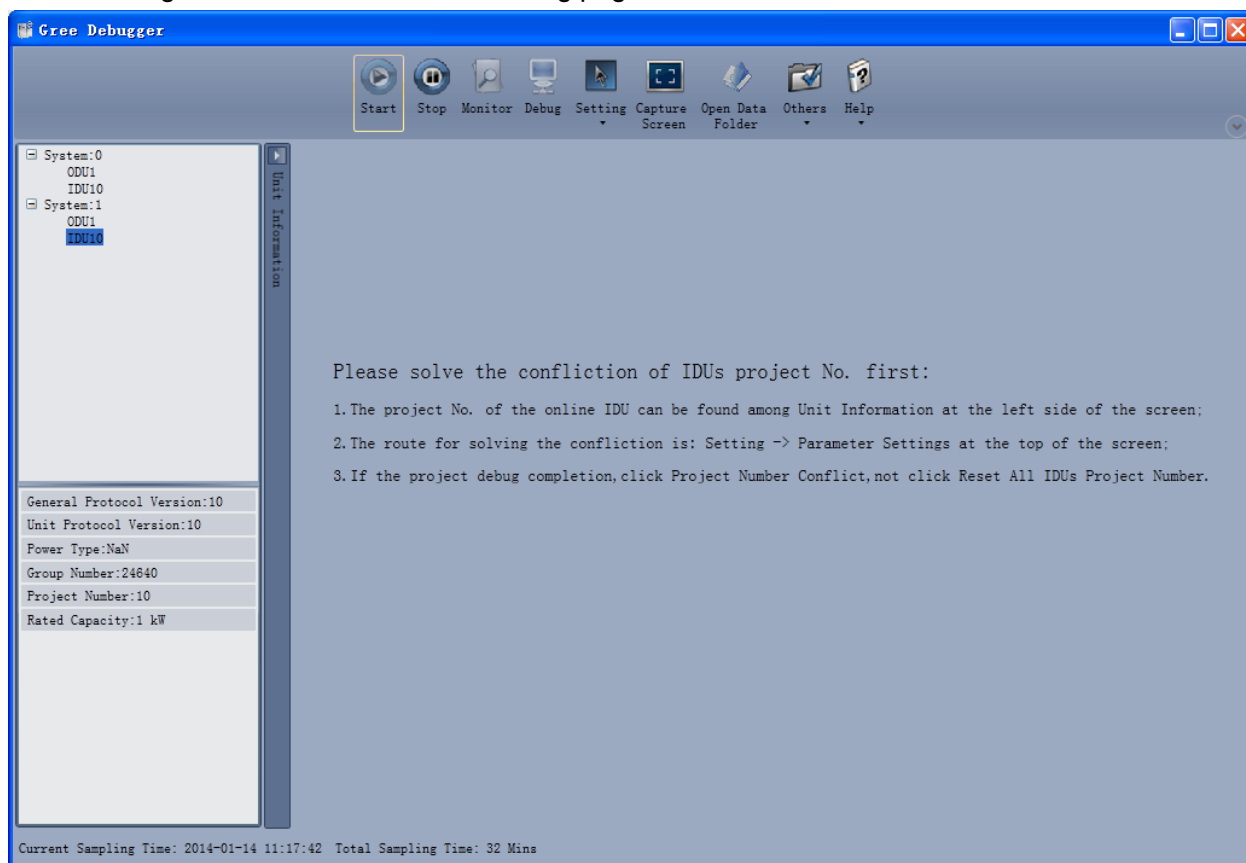 Gree Debugger
Start
Stop
Monitor
Debug
Setting
Capture Screen
Open Data Folder
Others
Help
System:0
ODU1
IDU10
System:1
ODU1
IDU10
Unit Information
Please solve the confliction of IDUs project No. first:
1.The project No. of the online IDU can be found among Unit Information at the left side of the screen;
2.The route for solving the confliction is: Setting -> Parameter Settings at the top of the screen;
3.If the project debug completion,click Project Number Conflict,not click Reset All IDUs Project Number.
General Protocol Version:10
Unit Protocol Version:10
Power Type:NaN
Group Number:24640
Project Number:10
Rated Capacity:1 kW
Current Sampling Time: 2014-01-14 11:17:42 Total Sampling Time: 32 Mins